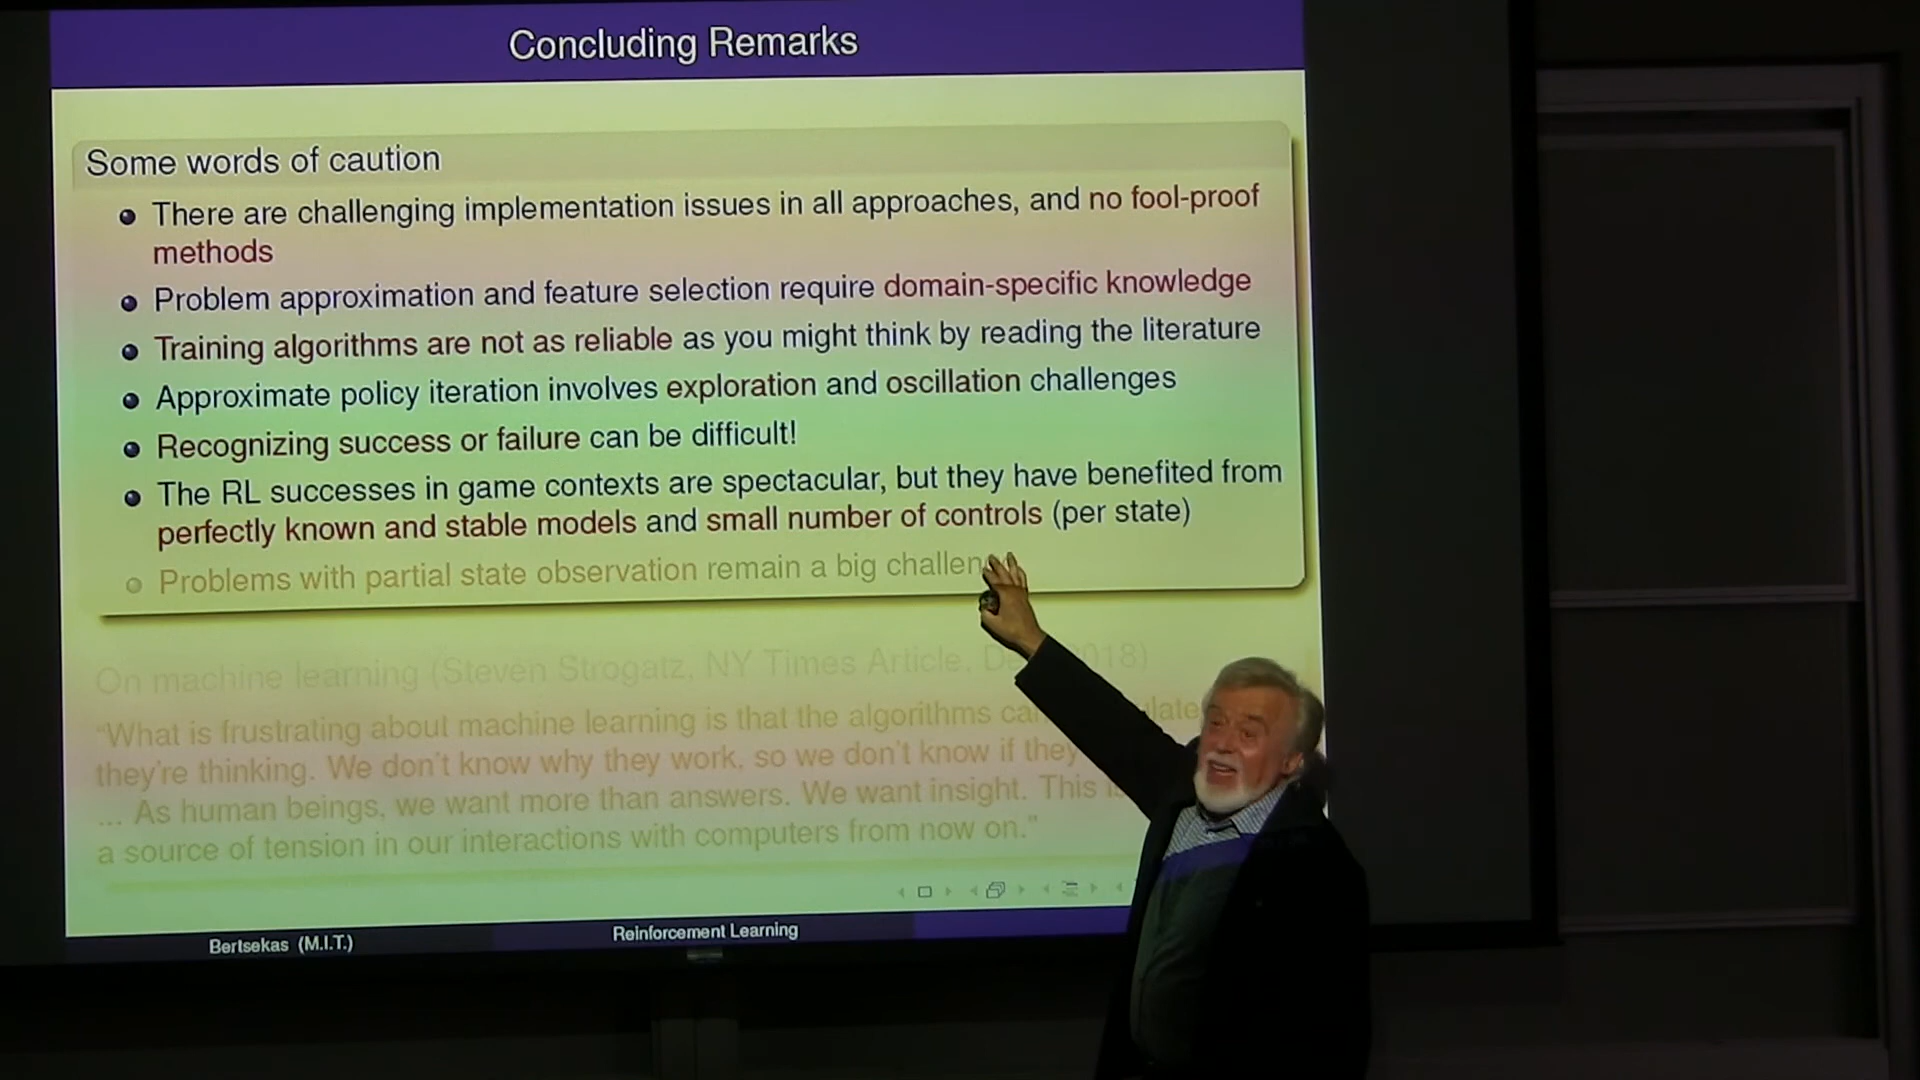 Concluding Remarks
Some words of caution
There are challenging implementation issues in all approaches, and no fool-proof
methods
Problem approximation and feature selection require domain-specific knowledge
Training algorithms are not as reliable as you might think by reading the literature
Approximate policy iteration involves exploration and oscillation challenges
Recognizing success or failure can be difficult!
The RL successes in game contexts are spectacular, but they have benefited from
perfectly known and stable models and small number of controls (per state)
Problems with partial state observation remain a big
On machine learning (Steven Strogatz, NY Times Article,
"What is frustrating about machine learning is that the algorithms
they're thinking. We don't know why they work, so we don't know if they
... As human beings, we want more than answers. We want insight. This
a source of tension in our interactions with computers from now on."
Bertsekas (M.I.T.)
Reinforcement Learning